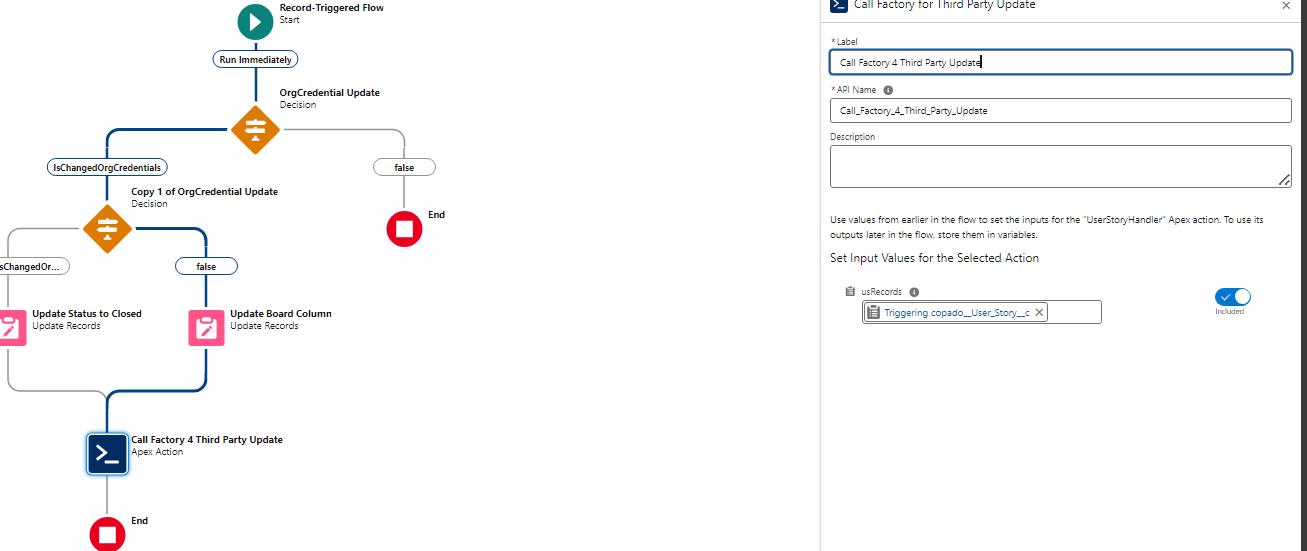 Record-Triggered Flow
Start
Run Immediately
OrgCredential Update
Decision
IsChangedOrgCredentials
false
Copy 1 of OrgCredential Update
Decision
End
sChangedOr...
false
Update Status to Closed
Update Records
Update Board Column
Update Records
Call Factory 4 Third Party Update
Apex Action
End
Call Factory for Third Party Update
* Label
Call Factory 4 Third Party Update
* API Name
Call_Factory_4_Third_Party_Update
Description
Use values from earlier in the flow to set the inputs for the "UserStoryHandler" Apex action. To use its
outputs later in the flow, store them in variables.
Set Input Values for the Selected Action
usRecords
Triggering copado__User_Story__c
Included